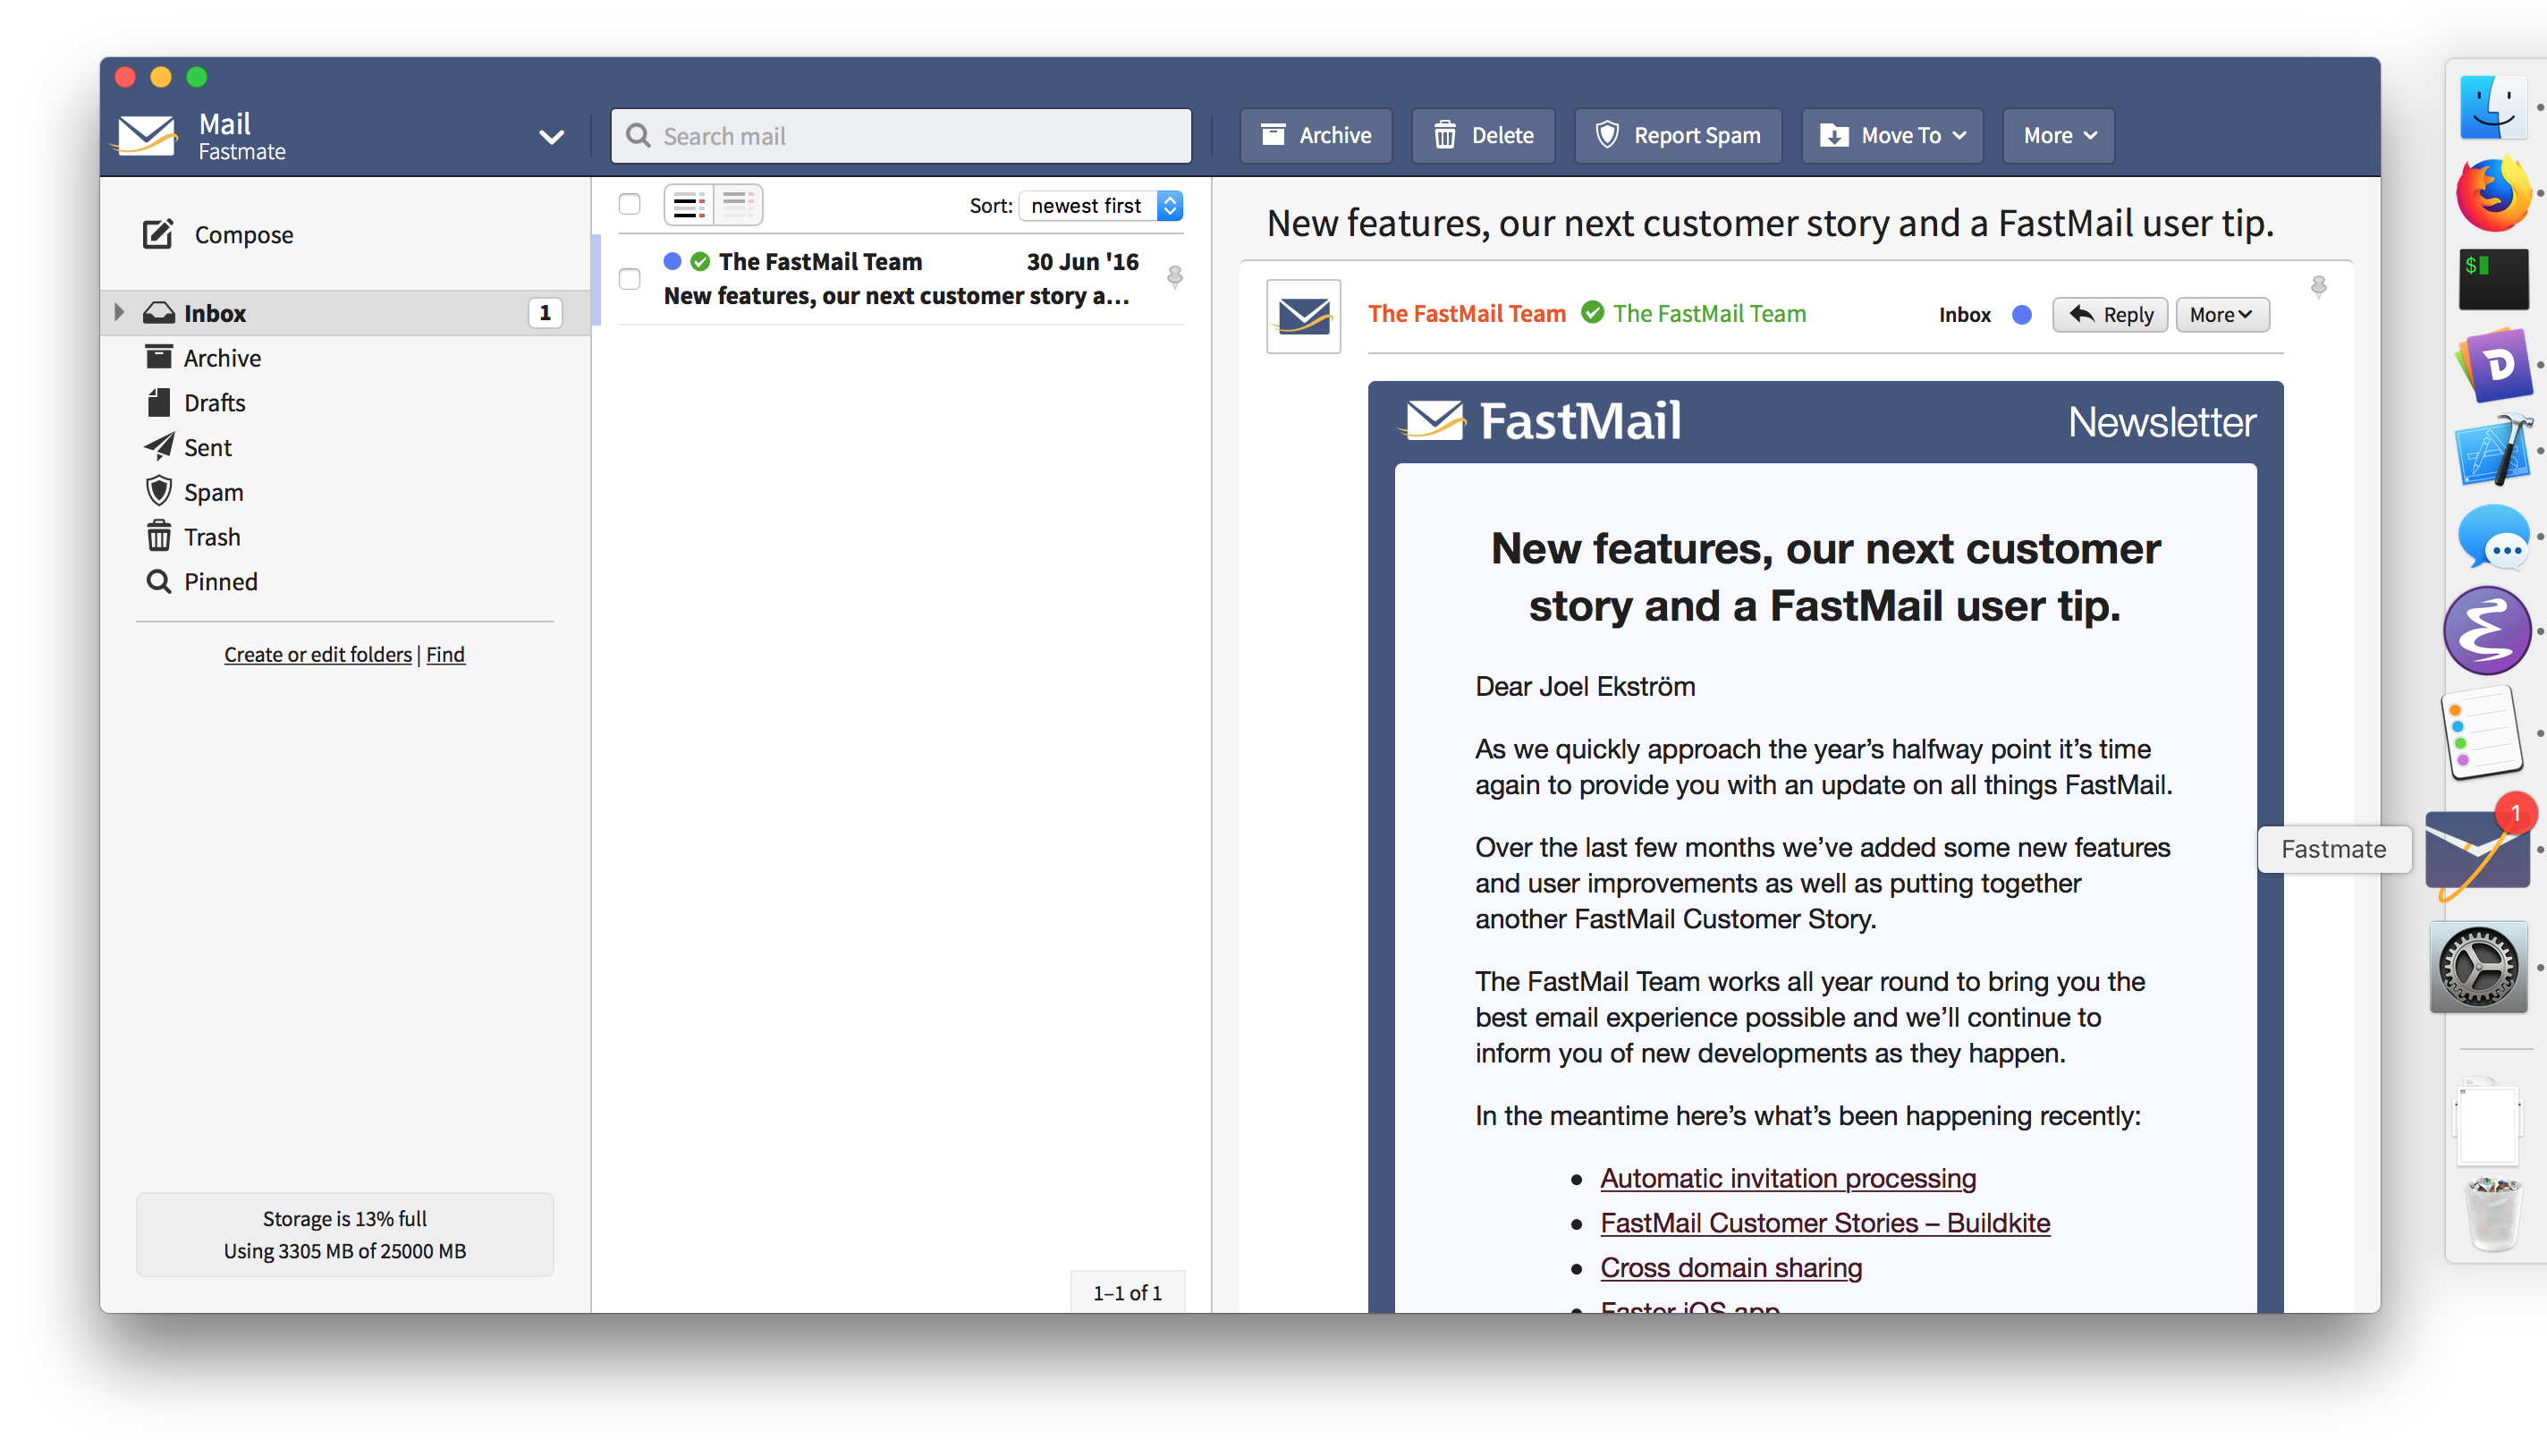 Mail
Fastmate
Search mail
Archive
Delete
Report Spam
Move To
More
Compose
Inbox
1
Archive
Drafts
Sent
Spam
Trash
Pinned
Create or edit folders | Find
Storage is 13% full
Using 3305 MB of 25000 MB
Sort: newest first
The FastMail Team 30 Jun '16
New features, our next customer story a...
1–1 of 1
New features, our next customer story and a FastMail user tip.
The FastMail Team The FastMail Team Inbox Reply More
FastMail Newsletter
New features, our next customer
story and a FastMail user tip.
Dear Joel Ekström
As we quickly approach the year’s halfway point it’s time
again to provide you with an update on all things FastMail.
Over the last few months we’ve added some new features
and user improvements as well as putting together
another FastMail Customer Story.
The FastMail Team works all year round to bring you the
best email experience possible and we’ll continue to
inform you of new developments as they happen.
In the meantime here’s what’s been happening recently:
• Automatic invitation processing
• FastMail Customer Stories – Buildkite
• Cross domain sharing
• Faster iOS app
$
D
Fastmate
1